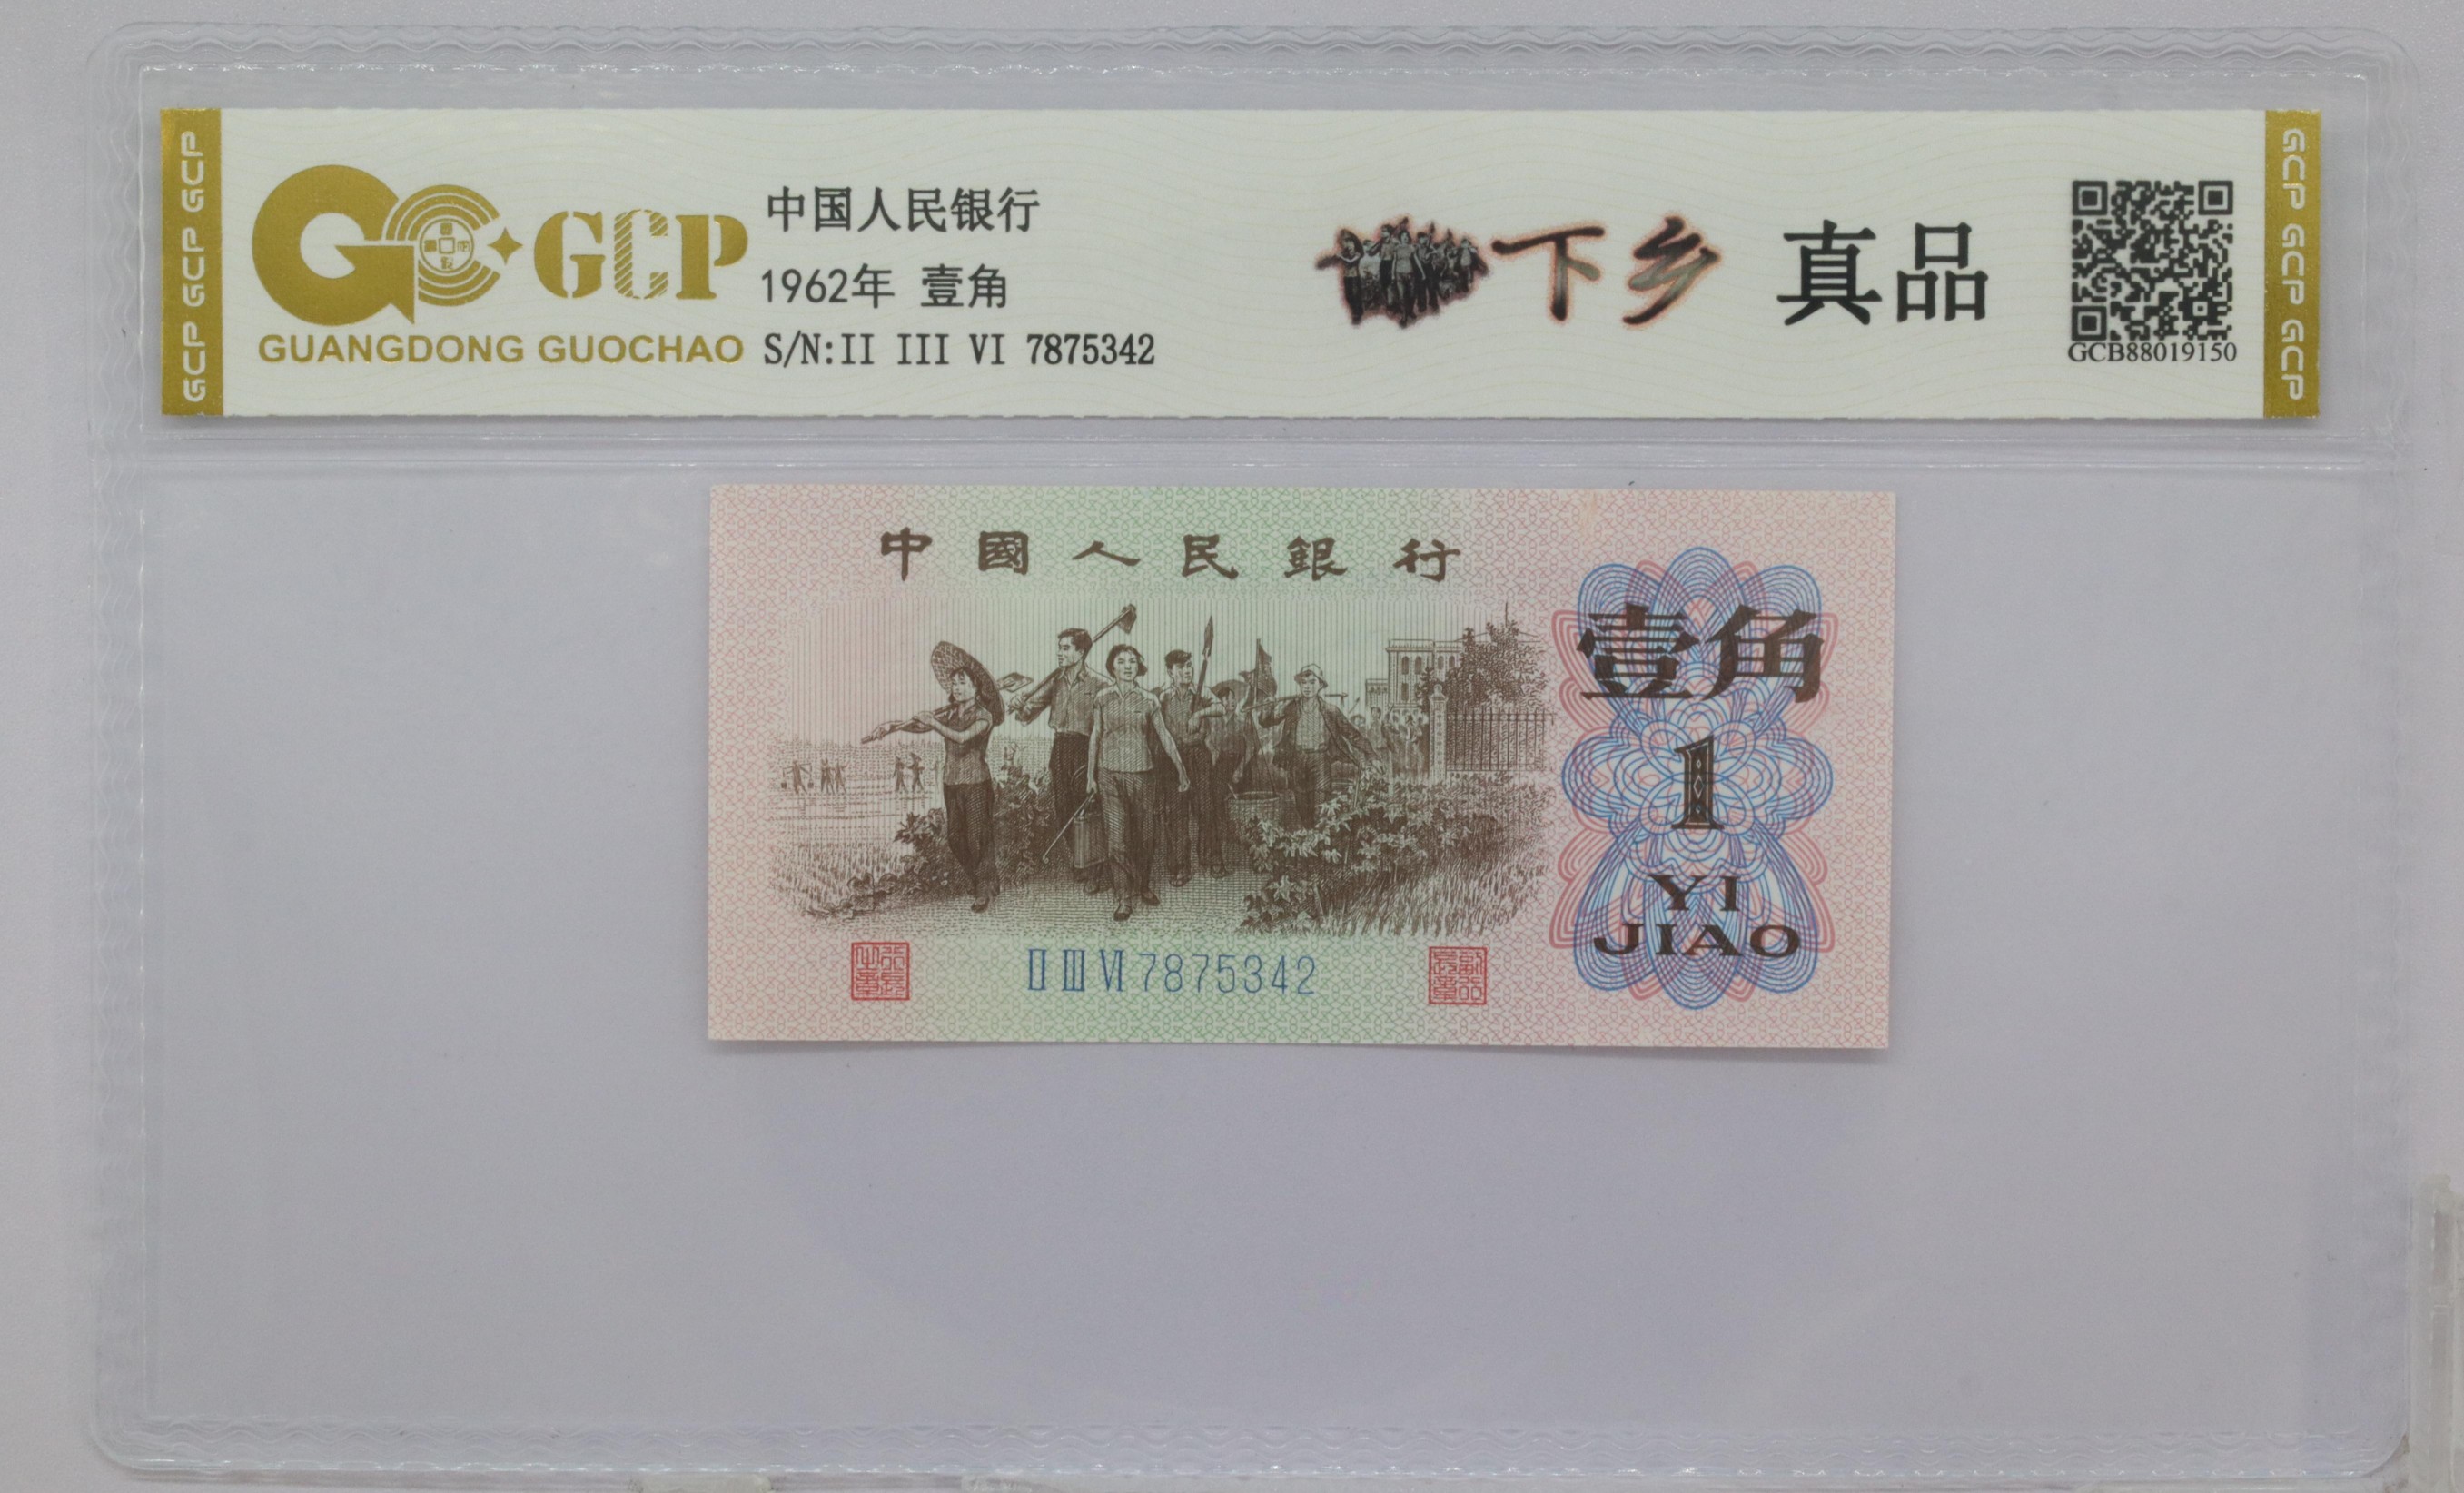 GCP GCP GCP
GCP
GUANGDONG GUOCHAO
中国人民银行
1962年 壹角
S/N:II III VI 7875342
下乡 真品
GCB88019150
GCP GCP GCP
中國人民銀行
壹角
1
YI
JIAO
II III VI 7875342